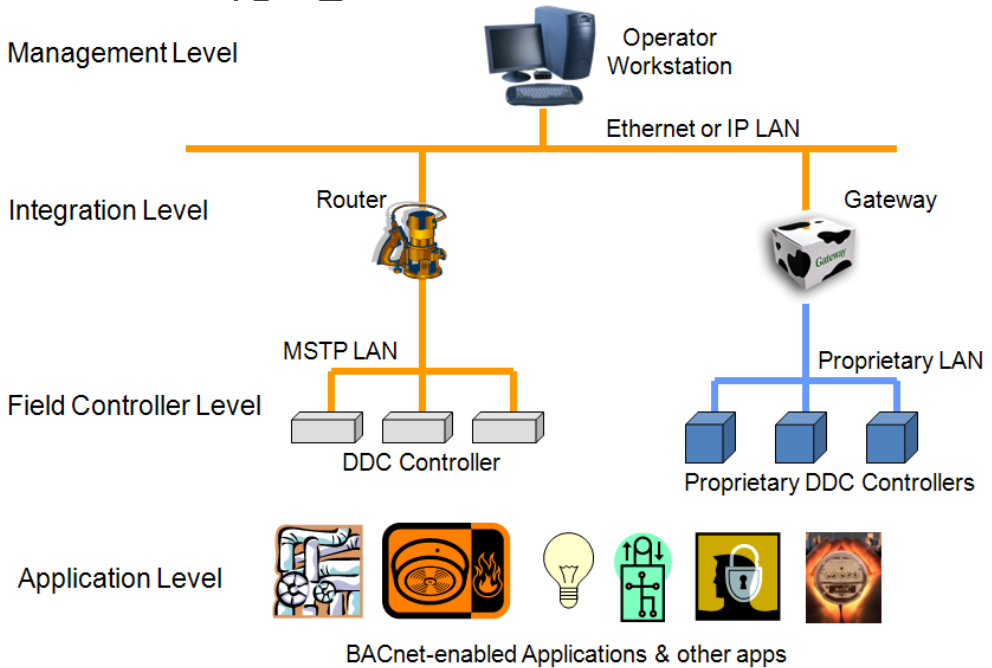 Management Level
Operator
Workstation
Ethernet or IP LAN
Integration Level
Router
Gateway
Gateway
MSTP LAN
Proprietary LAN
Field Controller Level
DDC Controller
Proprietary DDC Controllers
Application Level
BACnet-enabled Applications & other apps